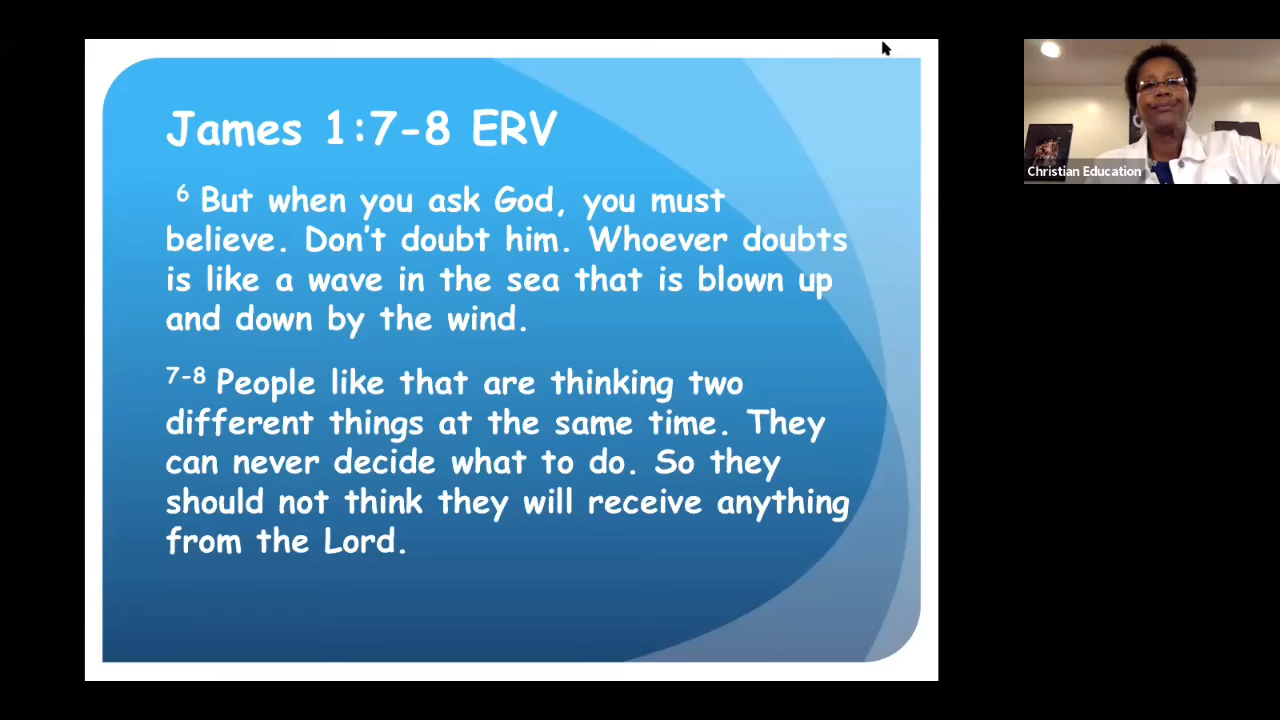 James 1:7-8 ERV
6 But when you ask God, you must
believe. Don't doubt him. Whoever doubts
is like a wave in the sea that is blown up
and down by the wind.
7-8 People like that are thinking two
different things at the same time. They
can never decide what to do. So they
should not think they will receive anything
from the Lord.
Christian Education